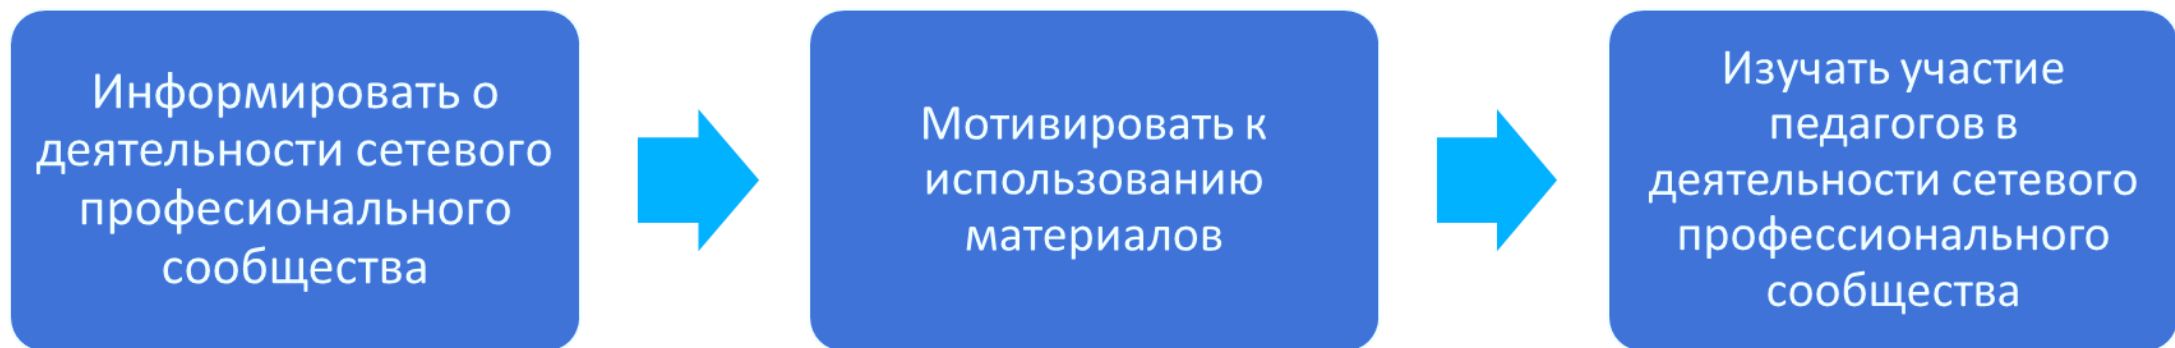 Информировать о
деятельности сетевого
професионального
сообщества
Мотивировать к
использованию
материалов
Изучать участие
педагогов в
деятельности сетевого
профессионального
сообщества